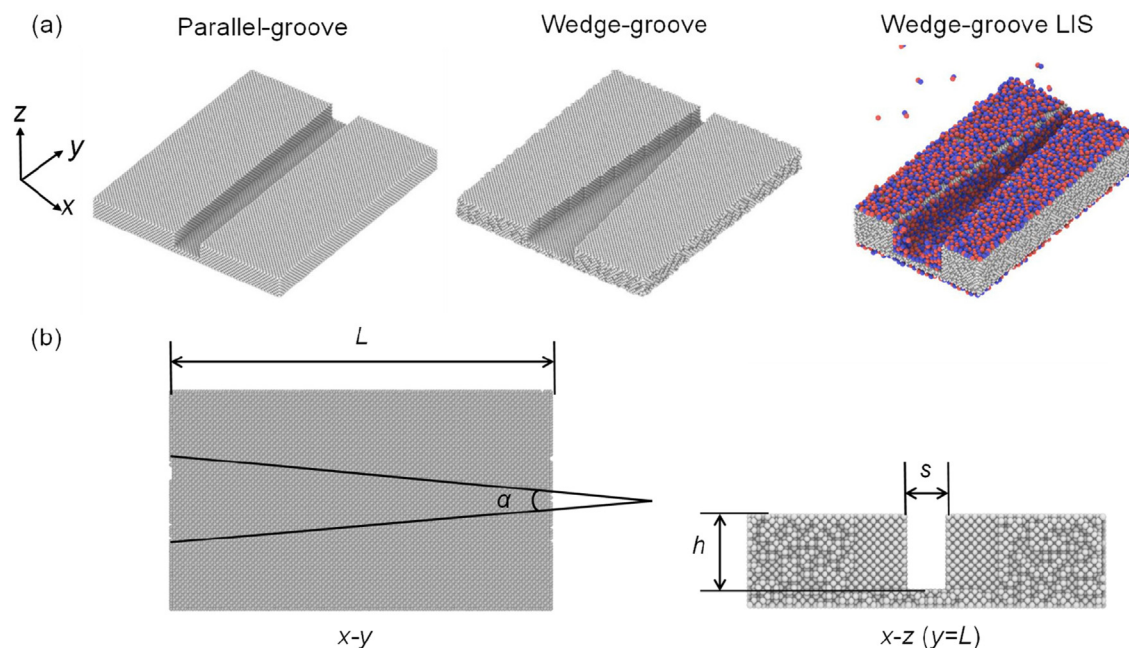 (a)
Parallel-groove
Wedge-groove
Wedge-groove LIS
z
y
x
(b)
L
α
s
h
x-y
x-z (y=L)